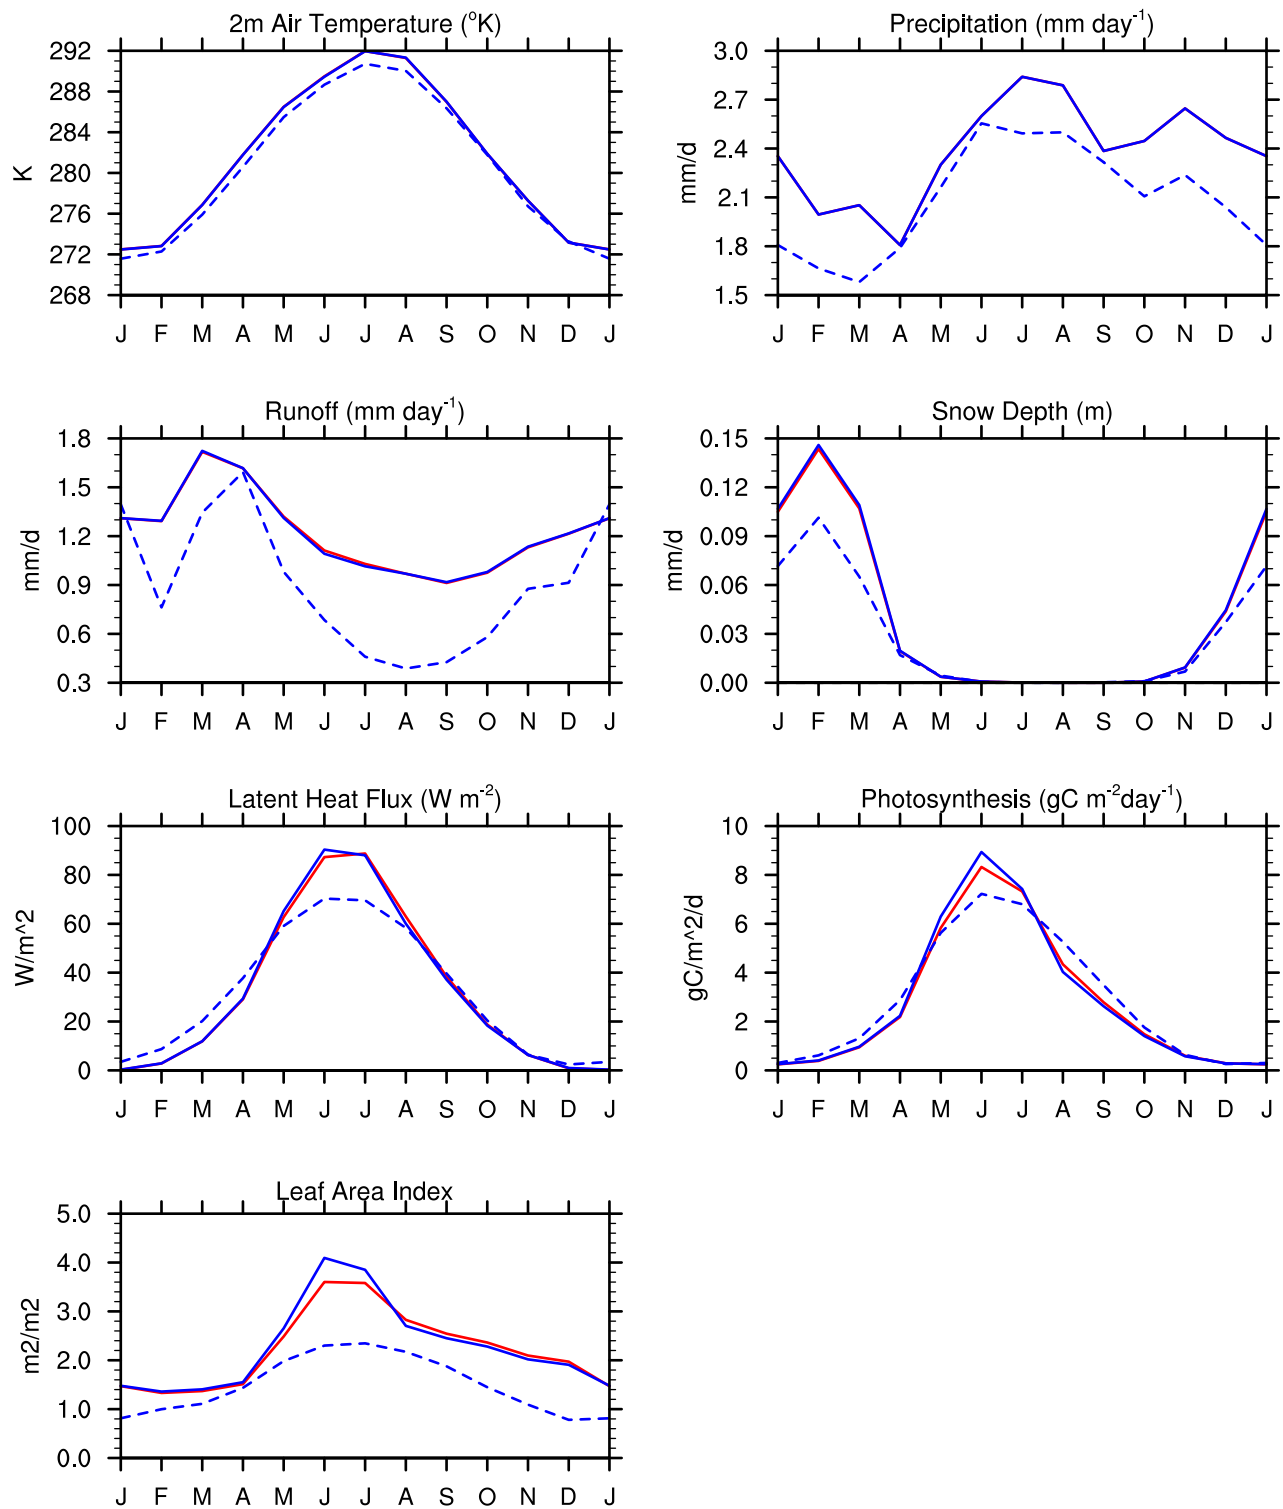 2m Air Temperature (°K)
K
292
288
284
280
276
272
268
J F M A M J J A S O N D J
Precipitation (mm day-1)
mm/d
3.0
2.7
2.4
2.1
1.8
1.5
J F M A M J J A S O N D J
Runoff (mm day-1)
mm/d
1.8
1.5
1.2
0.9
0.6
0.3
J F M A M J J A S O N D J
Snow Depth (m)
mm/d
0.15
0.12
0.09
0.06
0.03
0.00
J F M A M J J A S O N D J
Latent Heat Flux (W m-2)
W/m^2
100
80
60
40
20
0
J F M A M J J A S O N D J
Photosynthesis (gC m-2day-1)
gC/m^2/d
10
8
6
4
2
0
J F M A M J J A S O N D J
Leaf Area Index
m2/m2
5.0
4.0
3.0
2.0
1.0
0.0
J F M A M J J A S O N D J